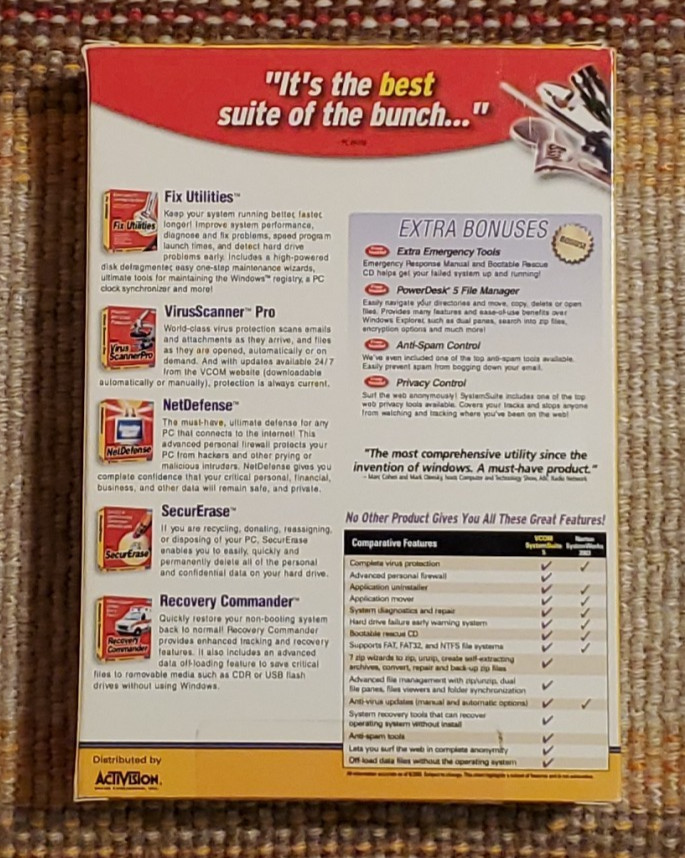 "It's the best
suite of the bunch..."
Fix Utilities™
Keep your system running better, faster,
longer! Improve system performance,
diagnose and fix problems, speed program
launch times, and detect hard drive
problems early. Includes a high-powered
disk defragmenter, easy one-step maintenance wizards,
ultimate tools for maintaining the Windows™ registry, a PC
clock synchronizer and more!
Fix Utilities
VirusScanner™ Pro
World-class virus protection scans emails
and attachments as they arrive, and files
as they are opened, automatically or on
demand. And with updates available 24/7
from the VCOM website (downloadable
automatically or manually), protection is always current.
Virus
ScannerPro
NetDefense™
The must-have, ultimate defense for any
PC that connects to the internet! This
advanced personal firewall protects your
PC from hackers and other prying or
malicious intruders. NetDefense gives you
complete confidence that your critical personal, financial,
business, and other data will remain safe, and private.
NetDefense
SecurErase™
If you are recycling, donating, reassigning,
or disposing of your PC, SecurErase
enables you to easily, quickly and
permanently delete all of the personal
and confidential data on your hard drive.
SecurErase
Recovery Commander™
Quickly restore your non-booting system
back to normal! Recovery Commander
provides enhanced tracking and recovery
features. It also includes an advanced
data off-loading feature to save critical
files to removable media such as CDR or USB flash
drives without using Windows.
Recovery
Commander
Distributed by
ACTIVISION.
EXTRA BONUSES
BONUSES
Extra Emergency Tools
Emergency Response Manual and Bootable Rescue
CD helps get your failed system up and running!
PowerDesk® 5 File Manager
Easily navigate your directories and move, copy, delete or open
files. Provides many features and ease-of-use benefits over
Windows Explorer, such as dual panes, search into zip files,
encryption options and much more!
Anti-Spam Control
We've even included one of the top anti-spam tools available.
Easily prevent spam from bogging down your email.
Privacy Control
Surf the web anonymously! SystemSuite includes one of the top
web privacy tools available. Covers your tracks and stops anyone
from watching and tracking where you've been on the web!
"The most comprehensive utility since the
invention of windows. A must-have product."
No Other Product Gives You All These Great Features!
Comparative Features
VCOM
SystemSuite
5
Norton
SystemWorks
2003
Complete virus protection ✓ ✓
Advanced personal firewall ✓
Application uninstaller ✓ ✓
Application mover ✓ ✓
System diagnostics and repair ✓ ✓
Hard drive failure early warning system ✓ ✓
Bootable rescue CD ✓ ✓
Supports FAT, FAT32, and NTFS file systems ✓ ✓
7 zip wizards to zip, unzip, create self-extracting
archives, convert, repair and back-up zip files ✓
Advanced file management with zip/unzip, dual
file panes, files viewers and folder synchronization ✓
Anti-virus updates (manual and automatic options) ✓ ✓
System recovery tools that can recover
operating system without install ✓
Anti-spam tools ✓
Lets you surf the web in complete anonymity ✓
Off-load data files without the operating system ✓